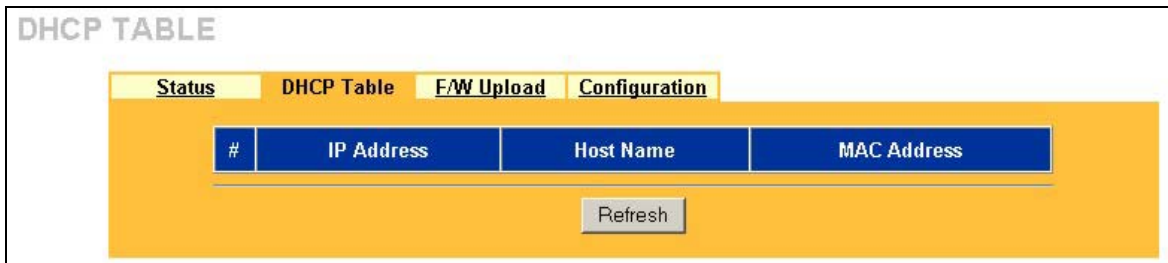 DHCP TABLE
Status DHCP Table F/W Upload Configuration
# IP Address Host Name MAC Address
Refresh